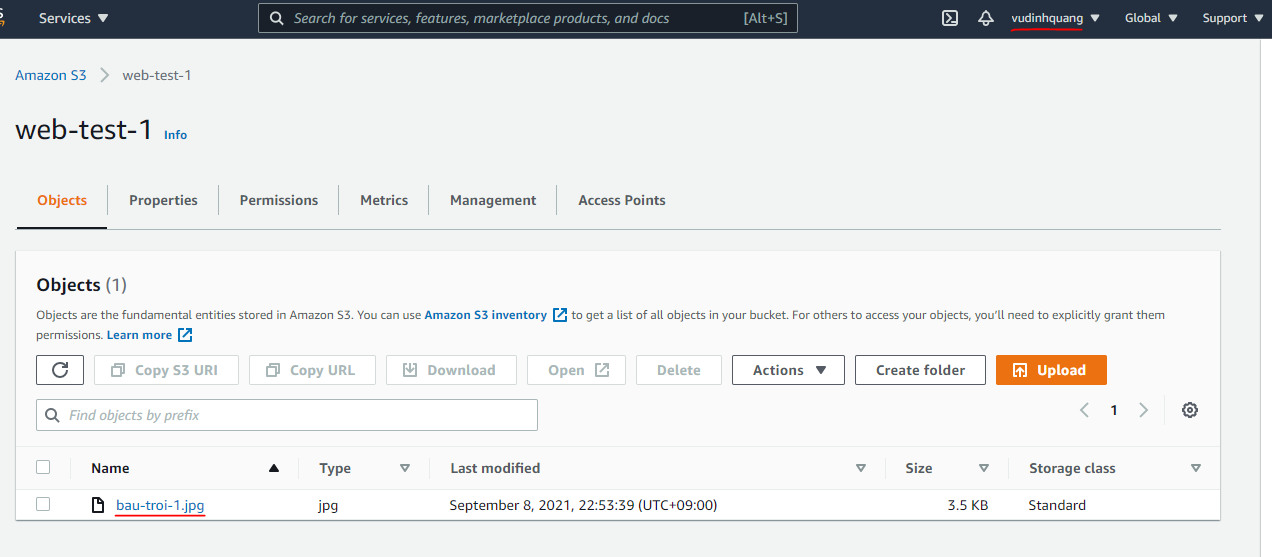 Services ▼ Search for services, features, marketplace products, and docs [Alt+S] vudinhquang ▼ Global ▼ Support ▼
Amazon S3 > web-test-1
web-test-1 Info
Objects Properties Permissions Metrics Management Access Points
Objects (1)
Objects are the fundamental entities stored in Amazon S3. You can use Amazon S3 inventory to get a list of all objects in your bucket. For others to access your objects, you'll need to explicitly grant them
permissions. Learn more
Copy S3 URI Copy URL Download Open Delete Actions ▼ Create folder Upload
Find objects by prefix < 1 >
Name ▲ Type ▽ Last modified ▽ Size ▽ Storage class ▽
bau-troi-1.jpg jpg September 8, 2021, 22:53:39 (UTC+09:00) 3.5 KB Standard